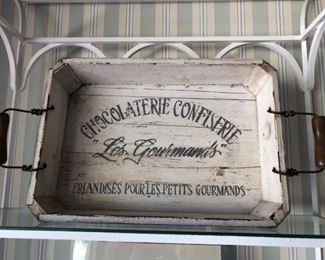 CHOCOLATERIE CONFISERIE
"Les Gourmands"
FRIANDISES POUR LES PETITS GOURMANDS